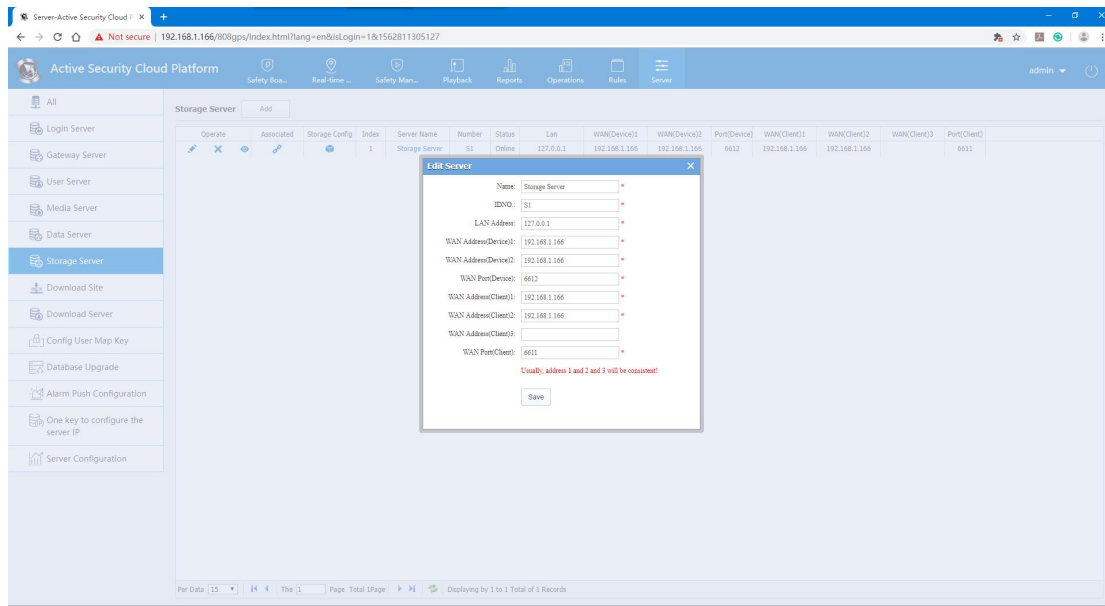 Server-Active Security Cloud P
Not secure | 192.168.1.166/808gps/index.html?lang=en&isLogin=1&1562811305127
Active Security Cloud Platform
Safety Boa...
Real-time ...
Safety Man...
Playback
Reports
Operations
Rules
Server
admin
All
Login Server
Gateway Server
User Server
Media Server
Data Server
Storage Server
Download Site
Download Server
Config User Map Key
Database Upgrade
Alarm Push Configuration
One key to configure the
server IP
Server Configuration
Storage Server Add
Operate Associated Storage Config Index Server Name Number Status Lan WAN(Device)1 WAN(Device)2 Port(Device) WAN(Client)1 WAN(Client)2 WAN(Client)3 Port(Client)
1 Storage Server S1 Online 127.0.0.1 192.168.1.166 192.168.1.166 6612 192.168.1.166 192.168.1.166 6611
Edit Server
Name: Storage Server *
IDNO.: S1 *
LAN Address: 127.0.0.1 *
WAN Address(Device)1: 192.168.1.166 *
WAN Address(Device)2: 192.168.1.166 *
WAN Port(Device): 6612 *
WAN Address(Client)1: 192.168.1.166 *
WAN Address(Client)2: 192.168.1.166 *
WAN Address(Client)3:
WAN Port(Client): 6611 *
Usually, address 1 and 2 and 3 will be consistent!
Save
Per Data 15 The 1 Page Total 1Page Displaying by 1 to 1 Total of 1 Records